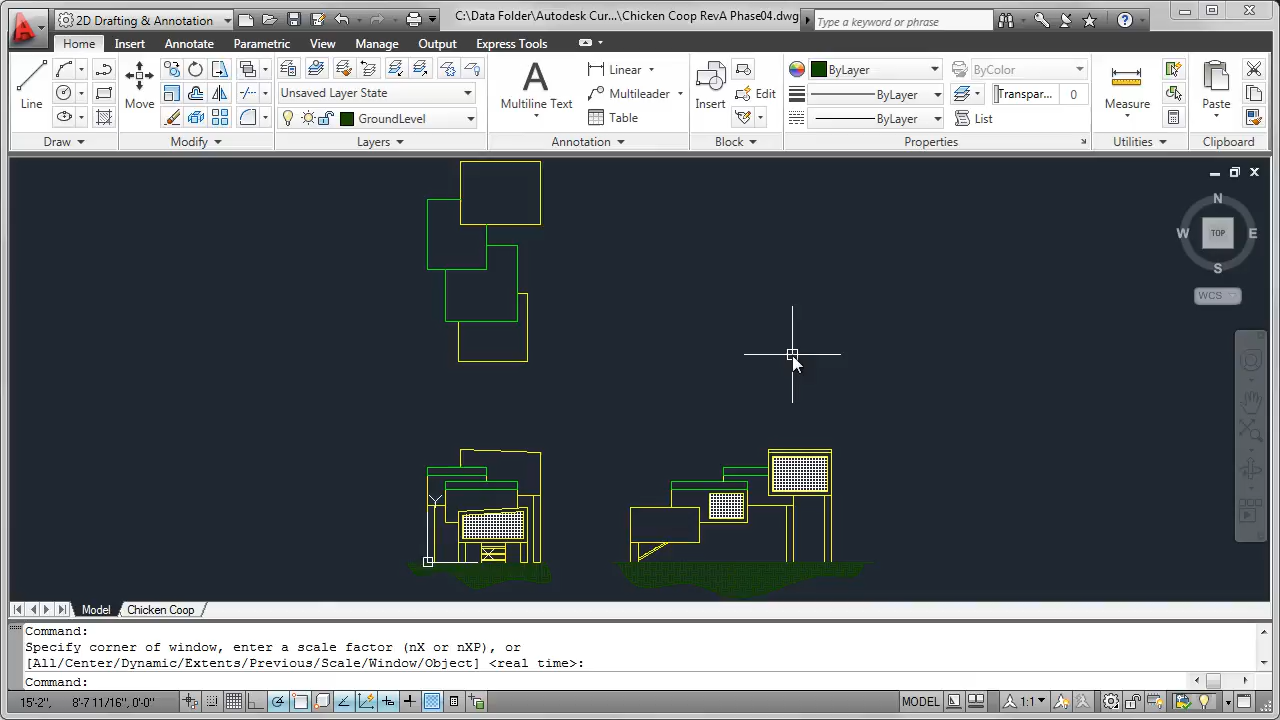 2D Drafting & Annotation
C:\Data Folder\Autodesk Cur...\Chicken Coop RevA Phse04.dwg
Type a keyword or phrase
Home Insert Annotate Parametric View Manage Output Express Tools
Line
Move
Unsaved Layer State
GroundLevel
Multiline Text
Linear
Multileader
Table
Insert
Edit
ByLayer
ByLayer
ByLayer
ByColor
Transpar... 0
List
Measure
Paste
Draw Modify Layers Annotation Block Properties Utilities Clipboard
N
W TOP E
S
WCS
Y
X
Model Chicken Coop
Command:
Specify corner of window, enter a scale factor (nX or nXP), or
[All/Center/Dynamic/Extents/Previous/Scale/Window/Object] <real time>:
Command:
15'-2", 8'-7 11/16", 0'-0" MODEL 1:1